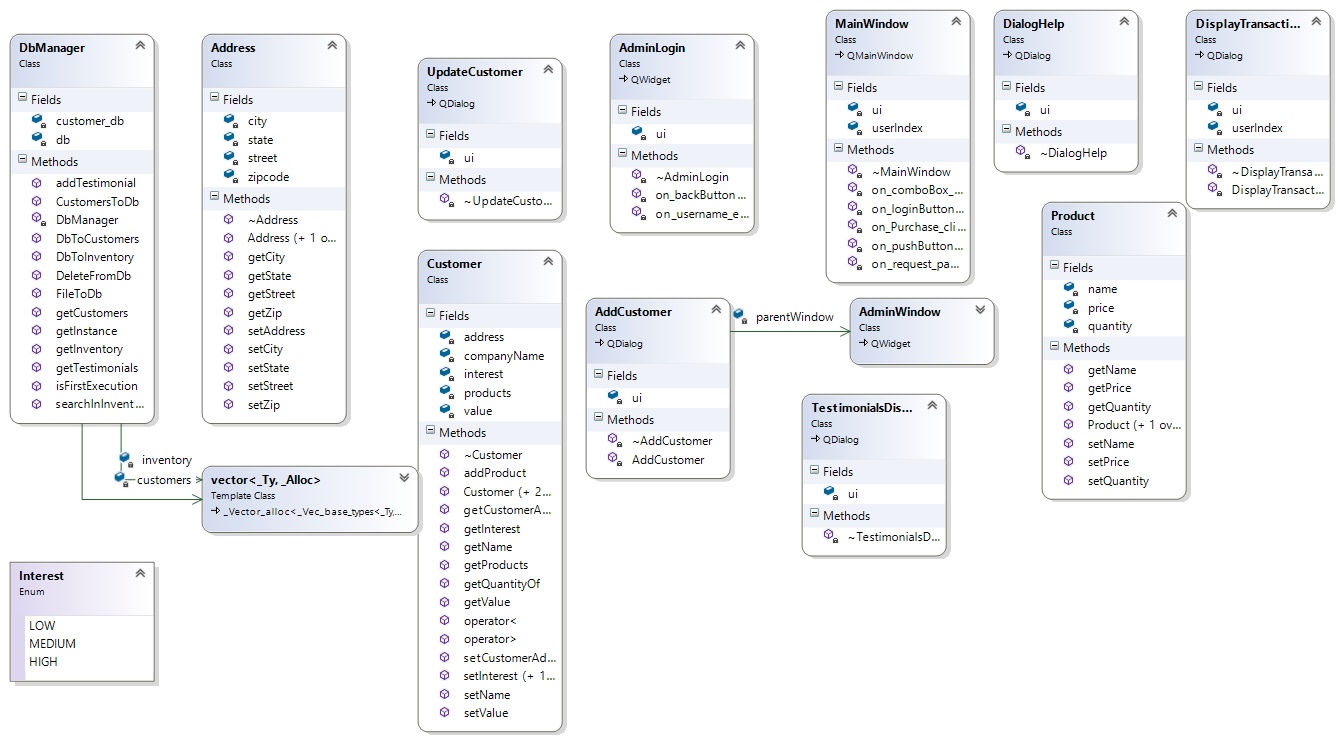 DbManager
Class
Fields
customer_db
db
Methods
addTestimonial
CustomersToDb
DbManager
DbToCustomers
DbToInventory
DeleteFromDb
FileToDb
getCustomers
getInstance
getInventory
getTestimonials
isFirstExecution
searchInInvent...
inventory
customers
Address
Class
Fields
city
state
street
zipcode
Methods
~Address
Address (+ 1 o...
getCity
getState
getStreet
getZip
setAddress
setCity
setState
setStreet
setZip
vector<_Ty, _Alloc>
Template Class
_Vector_alloc<_Vec_base_types<_Ty,...
Interest
Enum
LOW
MEDIUM
HIGH
UpdateCustomer
Class
QDialog
Fields
ui
Methods
~UpdateCusto...
Customer
Class
Fields
address
companyName
interest
products
value
Methods
~Customer
addProduct
Customer (+ 2...
getCustomerA...
getInterest
getName
getProducts
getQuantityOf
getValue
operator<
operator>
setCustomerAd...
setInterest (+ 1...
setName
setValue
AdminLogin
Class
QWidget
Fields
ui
Methods
~AdminLogin
on_backButton...
on_username_e...
AddCustomer
Class
QDialog
Fields
ui
Methods
~AddCustomer
AddCustomer
parentWindow
AdminWindow
Class
QWidget
MainWindow
Class
QMainWindow
Fields
ui
userIndex
Methods
~MainWindow
on_comboBox_...
on_loginButton...
on_Purchase_cli...
on_pushButton...
on_request_pa...
TestimonialsDis...
Class
QDialog
Fields
ui
Methods
~TestimonialsD...
DialogHelp
Class
QDialog
Fields
ui
Methods
~DialogHelp
DisplayTransacti...
Class
QDialog
Fields
ui
userIndex
Methods
~DisplayTransa...
DisplayTransact...
Product
Class
Fields
name
price
quantity
Methods
getName
getPrice
getQuantity
Product (+ 1 ov...
setName
setPrice
setQuantity